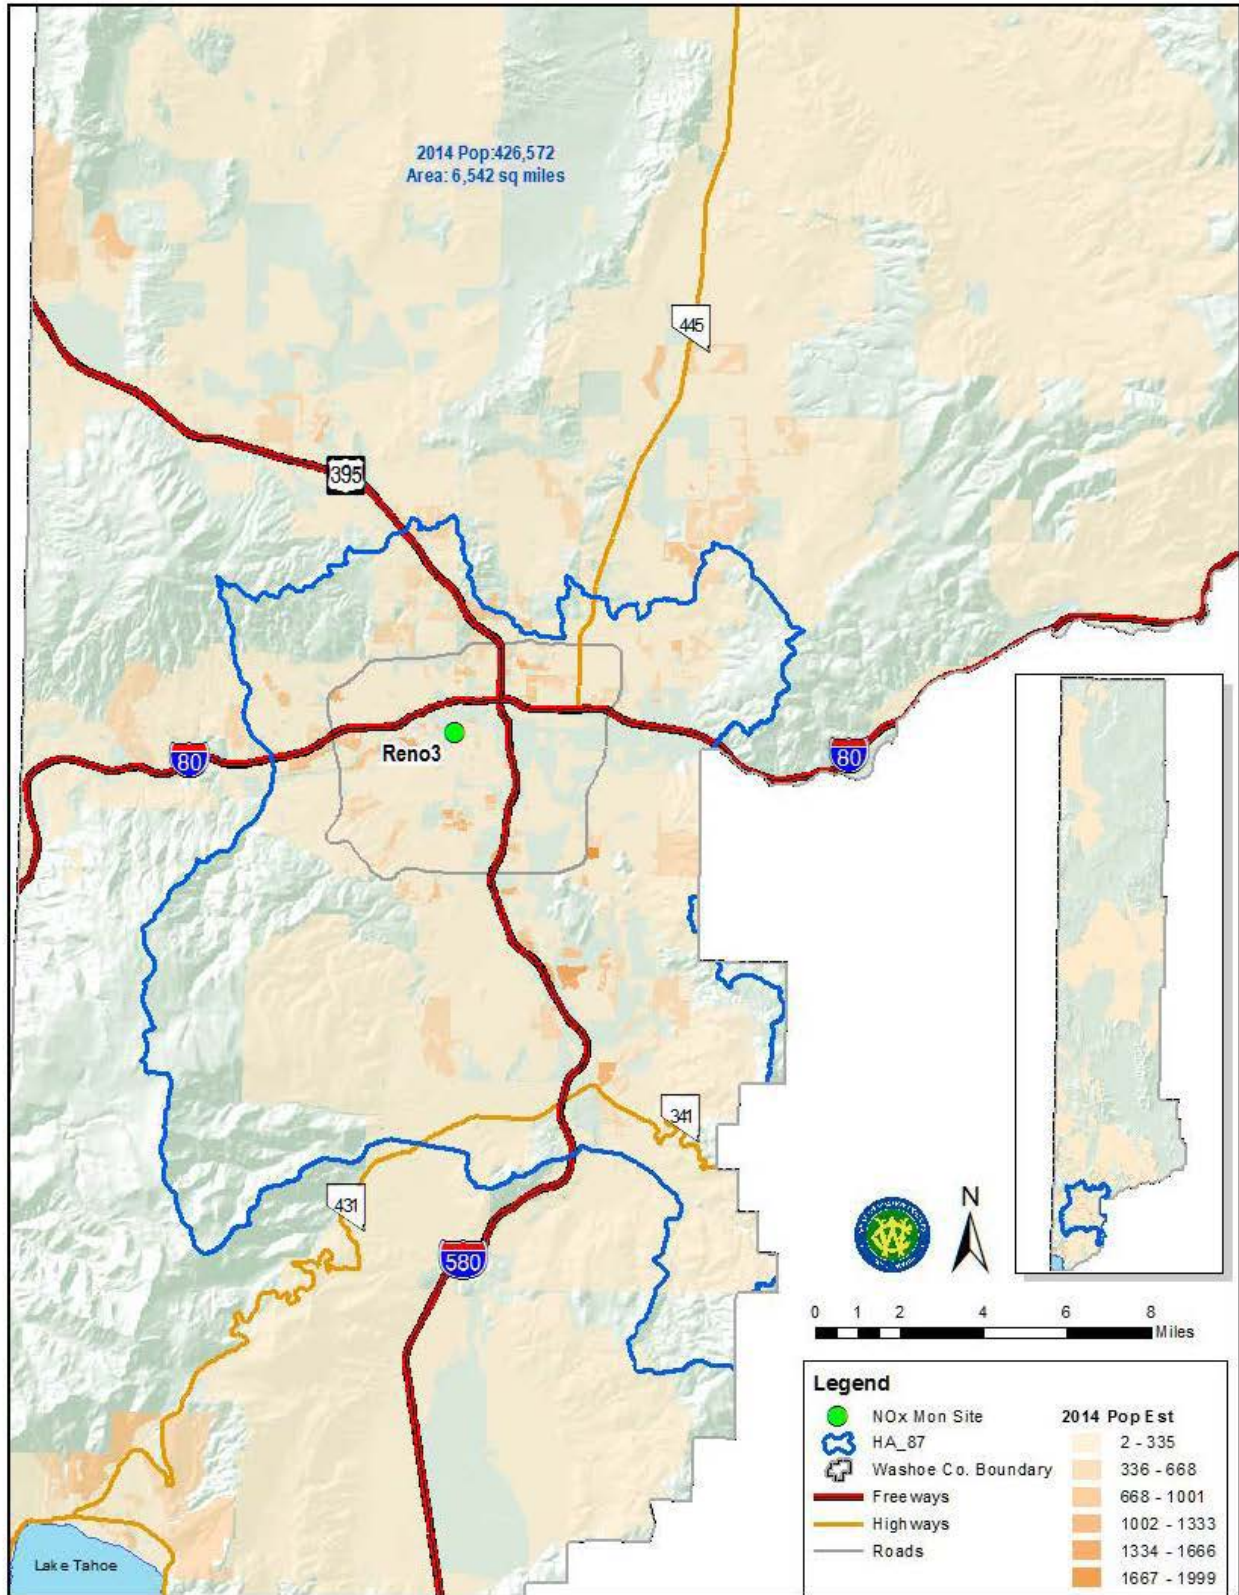 2014 Pop:426,572
Area: 6,542 sq miles
445
395
80
Reno3
80
341
431
580
N
0 1 2 4 6 8
Miles
Lake Tahoe
Legend
NOx Mon Site
HA_87
Washoe Co. Boundary
Freeways
Highways
Roads
2014 Pop Est
2 - 335
336 - 668
668 - 1001
1002 - 1333
1334 - 1666
1667 - 1999